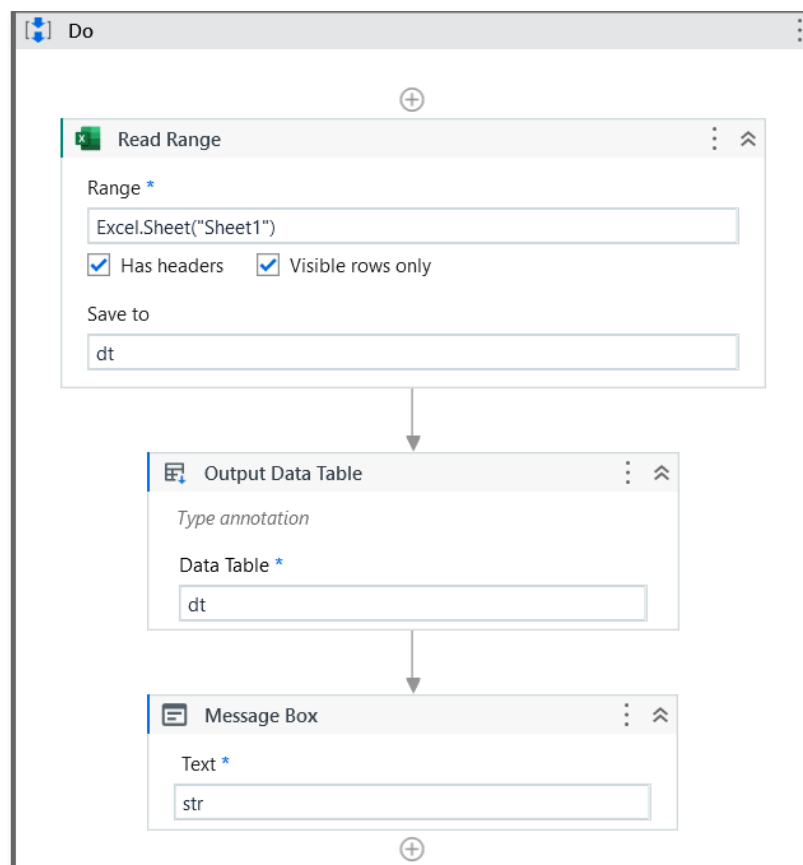 Do
Read Range
Range *
Excel.Sheet("Sheet1")
Has headers Visible rows only
Save to
dt
Output Data Table
Type annotation
Data Table *
dt
Message Box
Text *
str